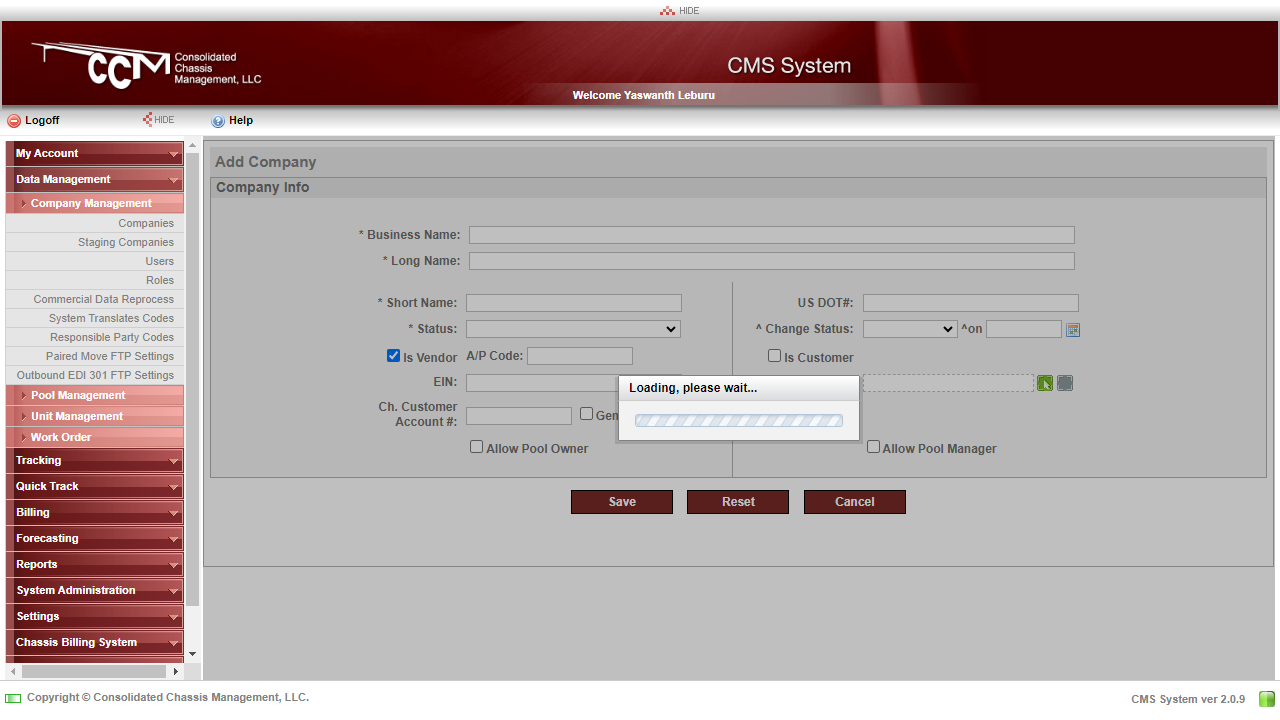 HIDE
CCM Consolidated
Chassis
Management, LLC
CMS System
Welcome Yaswanth Leburu
Logoff
HIDE
Help
My Account
Data Management
Company Management
Companies
Staging Companies
Users
Roles
Commercial Data Reprocess
System Translates Codes
Responsible Party Codes
Paired Move FTP Settings
Outbound EDI 301 FTP Settings
Pool Management
Unit Management
Work Order
Tracking
Quick Track
Billing
Forecasting
Reports
System Administration
Settings
Chassis Billing System
Add Company
Company Info
* Business Name:
* Long Name:
* Short Name:
US DOT#:
* Status:
^ Change Status:
^on
Is Vendor
A/P Code:
Is Customer
EIN:
Loading, please wait...
Ch. Customer
Account #:
Gen
Allow Pool Owner
Allow Pool Manager
Save
Reset
Cancel
Copyright © Consolidated Chassis Management, LLC.
CMS System ver 2.0.9